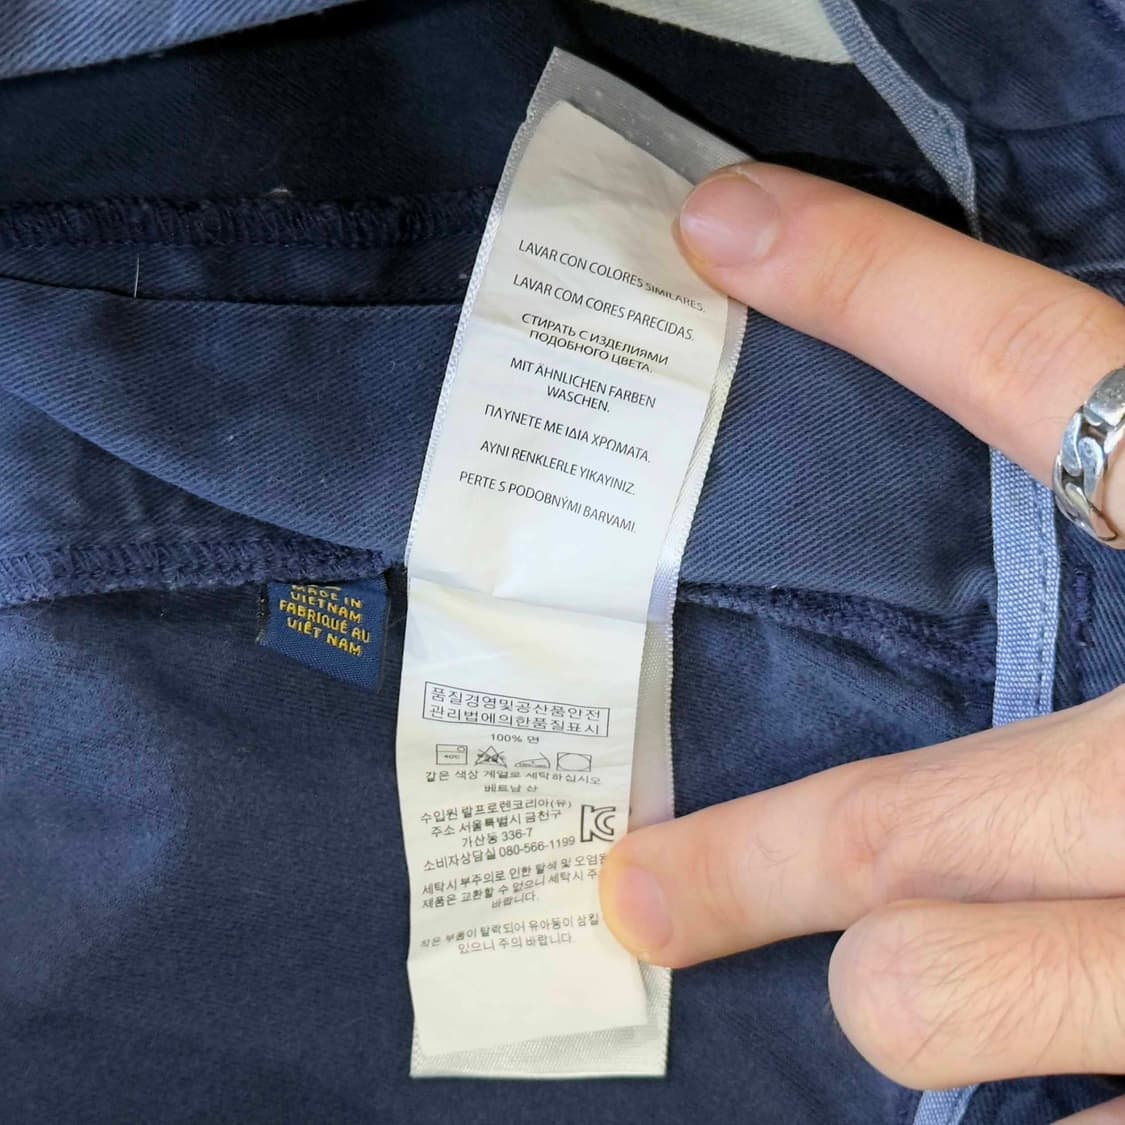 LAVAR CON COLORES SIMILARES.
LAVAR COM CORES PARECIDAS.
СТИРАТЬ С ИЗДЕЛИЯМИ
ПОДОБНОГО ЦВЕТА.
MIT ÄHNLICHEN FARBEN
WASCHEN.
ΠΛΥΝΕΤΕ ΜΕ ΙΔΙΑ ΧΡΩΜΑΤΑ.
AYNI RENKLERLE YIKAYINIZ.
PERTE S PODOBNÝMI BARVAMI.
MADE IN
VIETNAM
FABRIQUÉ AU
VIÊT NAM
품질경영및공산품안전
관리법에의한품질표시
100% 면
40℃
같은 색상 계열로 세탁하십시오
베트남 산
수입원 랄프로렌코리아(유)
주소 서울특별시 금천구
가산동 336-7
소비자상담실 080-566-1199
KC
세탁시 부주의로 인한 탈색 및 오염된
제품은 교환할 수 없으니 세탁시 주
바랍니다.
작은 부품이 탈락되어 유아동이 삼킬
있으니 주의 바랍니다.